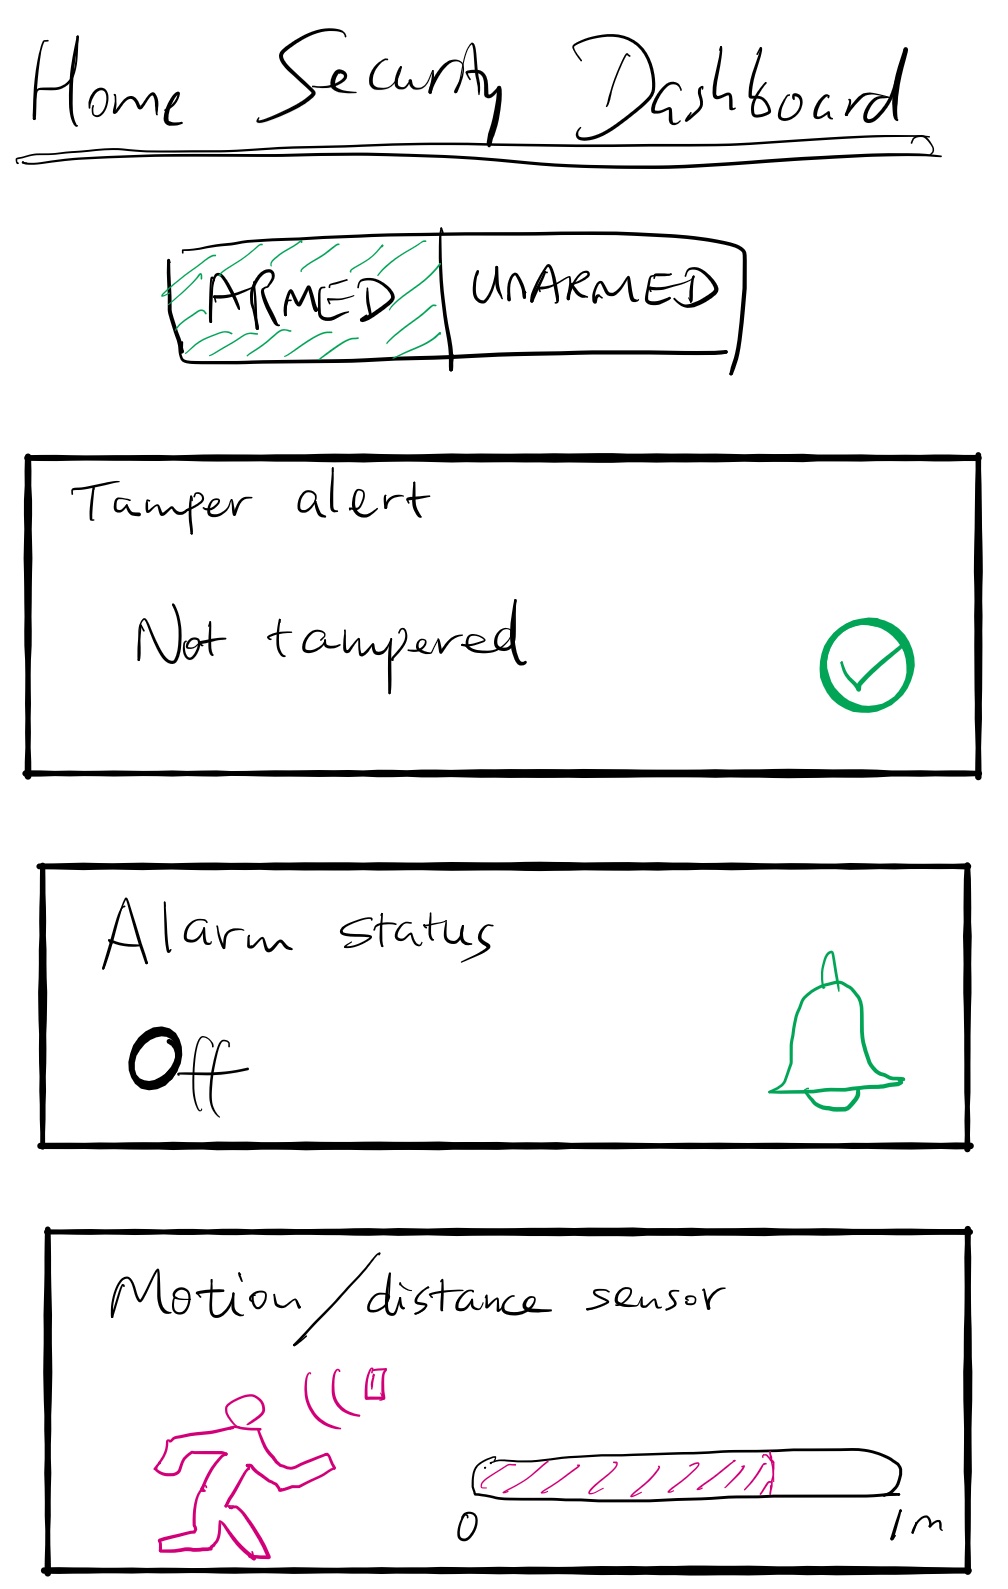 Home Security Dashboard
ARMED UNARMED
Tamper alert
Not tampered
Alarm status
Off
Motion/distance sensor
0 1m